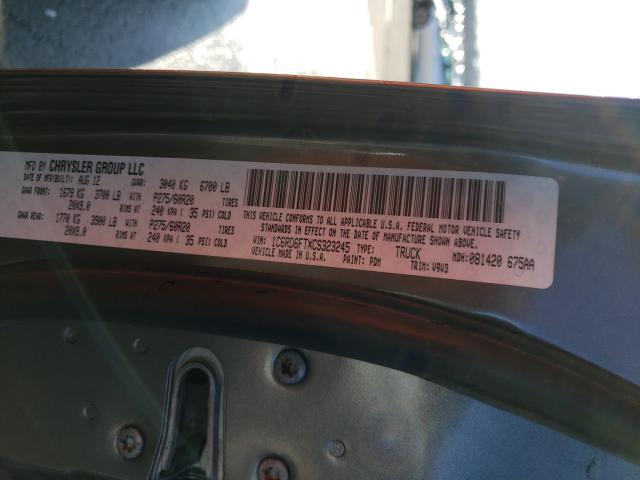 MFD BY CHRYSLER GROUP LLC
DATE OF MFR(BUILT): AUG 12 GVWR: 3040 KG 6700 LB
GAWR FRONT: 1679 KG 3700 LB WITH P275/60R20 TIRES
20X9.0 RIMS AT 240 KPA ( 35 PSI) COLD
GAWR REAR: 1770 KG 3900 LB WITH P275/60R20 TIRES
20X9.0 RIMS AT 240 KPA ( 35 PSI) COLD
THIS VEHICLE CONFORMS TO ALL APPLICABLE U.S.A. FEDERAL MOTOR VEHICLE SAFETY
STANDARDS IN EFFECT ON THE DATE OF MANUFACTURE SHOWN ABOVE.
VIN: 1C6RD6FTXCS323245 TYPE: TRUCK
VEHICLE MADE IN U.S.A. PAINT: PDM TRIM: V9V3 MDH: 081420 675AA